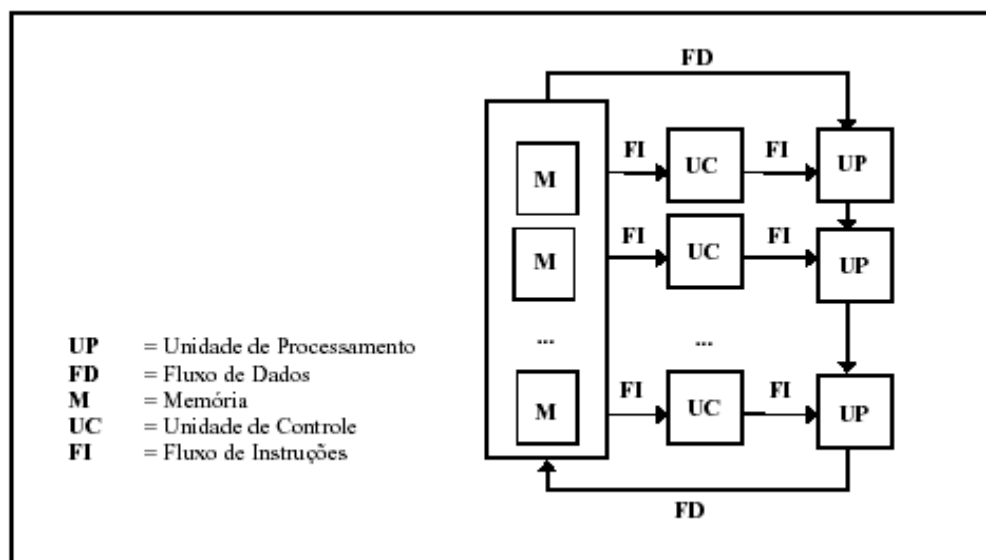 FD
FI
UC
FI
UP
M
FI
UC
FI
UP
M
... ...
FI
UC
FI
UP
M
FD
UP = Unidade de Processamento
FD = Fluxo de Dados
M = Memória
UC = Unidade de Controle
FI = Fluxo de Instruções